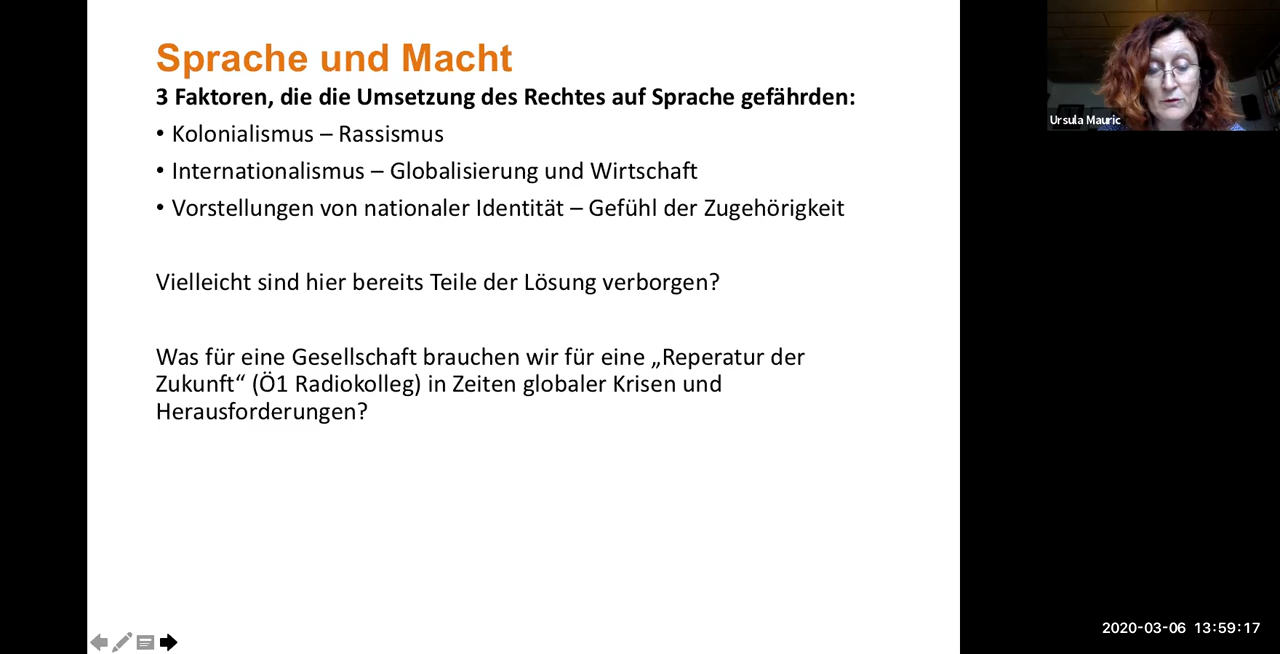 Sprache und Macht
3 Faktoren, die die Umsetzung des Rechtes auf Sprache gefährden:
• Kolonialismus – Rassismus
• Internationalismus – Globalisierung und Wirtschaft
• Vorstellungen von nationaler Identität – Gefühl der Zugehörigkeit
Vielleicht sind hier bereits Teile der Lösung verborgen?
Was für eine Gesellschaft brauchen wir für eine „Reperatur der
Zukunft“ (Ö1 Radiokolleg) in Zeiten globaler Krisen und
Herausforderungen?
Ursula Mauric
2020-03-06 13:59:17